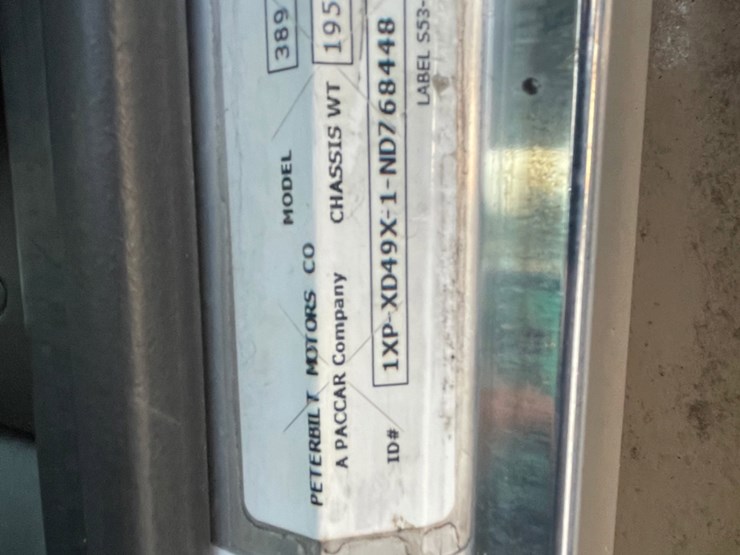 PETERBILT MOTORS CO MODEL 389
A PACCAR Company CHASSIS WT 195
ID# 1XP-XD49X-1-ND768448
LABEL S53-